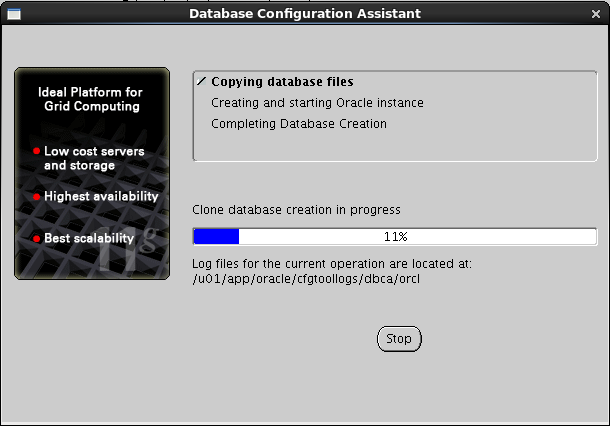 Database Configuration Assistant
Ideal Platform for
Grid Computing
Low cost servers
and storage
Highest availability
Best scalability
11g
Copying database files
Creating and starting Oracle instance
Completing Database Creation
Clone database creation in progress
11%
Log files for the current operation are located at:
/u01/app/oracle/cfgtoollogs/dbca/orcl
Stop